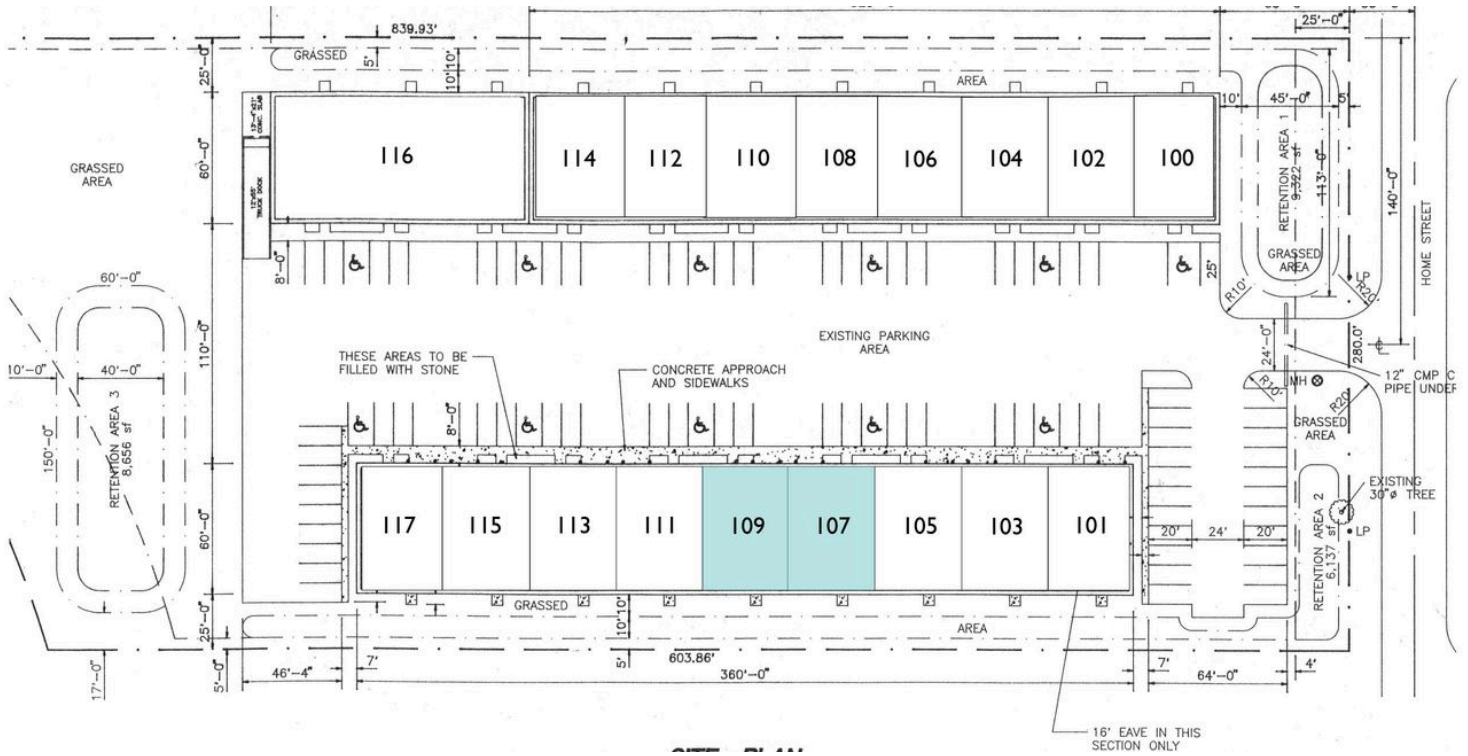 25'-0"
839.93'
GRASSED
5'
10'
10'
AREA
25'-0"
10'
45'-0"
5'
13'-4"x21'
CONC. SLAB
12'x55'
TRUCK DOCK
60'-0"
GRASSED
AREA
116
114
112
110
108
106
104
102
100
RETENTION AREA 1
9,322 sf
113'-0"
GRASSED
AREA
140'-0"
HOME STREET
8'-0"
25'
LP
R10'
R20'
60'-0"
110'-0"
EXISTING PARKING
AREA
24'-0"
280.0'
THESE AREAS TO BE
FILLED WITH STONE
CONCRETE APPROACH
AND SIDEWALKS
10'-0"
40'-0"
12" CMP C
PIPE UNDER
MH
R10'
R20'
GRASSED
AREA
8'-0"
150'-0"
RETENTION AREA 3
8,656 sf
EXISTING
30"ø TREE
LP
60'-0"
117
115
113
111
109
107
105
103
101
20'
24'
20'
RETENTION AREA 2
6,137 sf
GRASSED
10'
10'
AREA
25'-0"
5'
603.86'
17'-0"
5'-0"
46'-4"
7'
360'-0"
7'
64'-0"
4'
16' EAVE IN THIS
SECTION ONLY
SITE PLAN